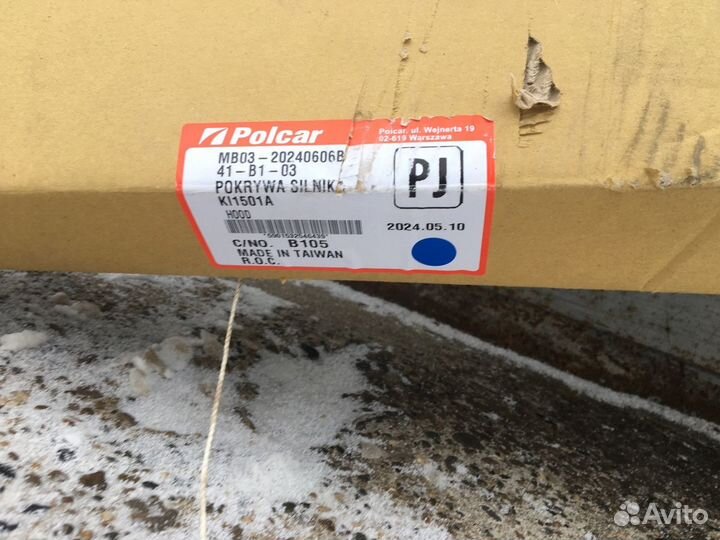 Polcar
Polcar, ul. Wejnerta 19
02-619 Warszawa
MB03-20240606B
41-B1-03
POKRYWA SILNIKA
KI1501A
HOOD
5901532545439
C/NO. B105
MADE IN TAIWAN
R.O.C.
PJ
2024.05.10
Avito